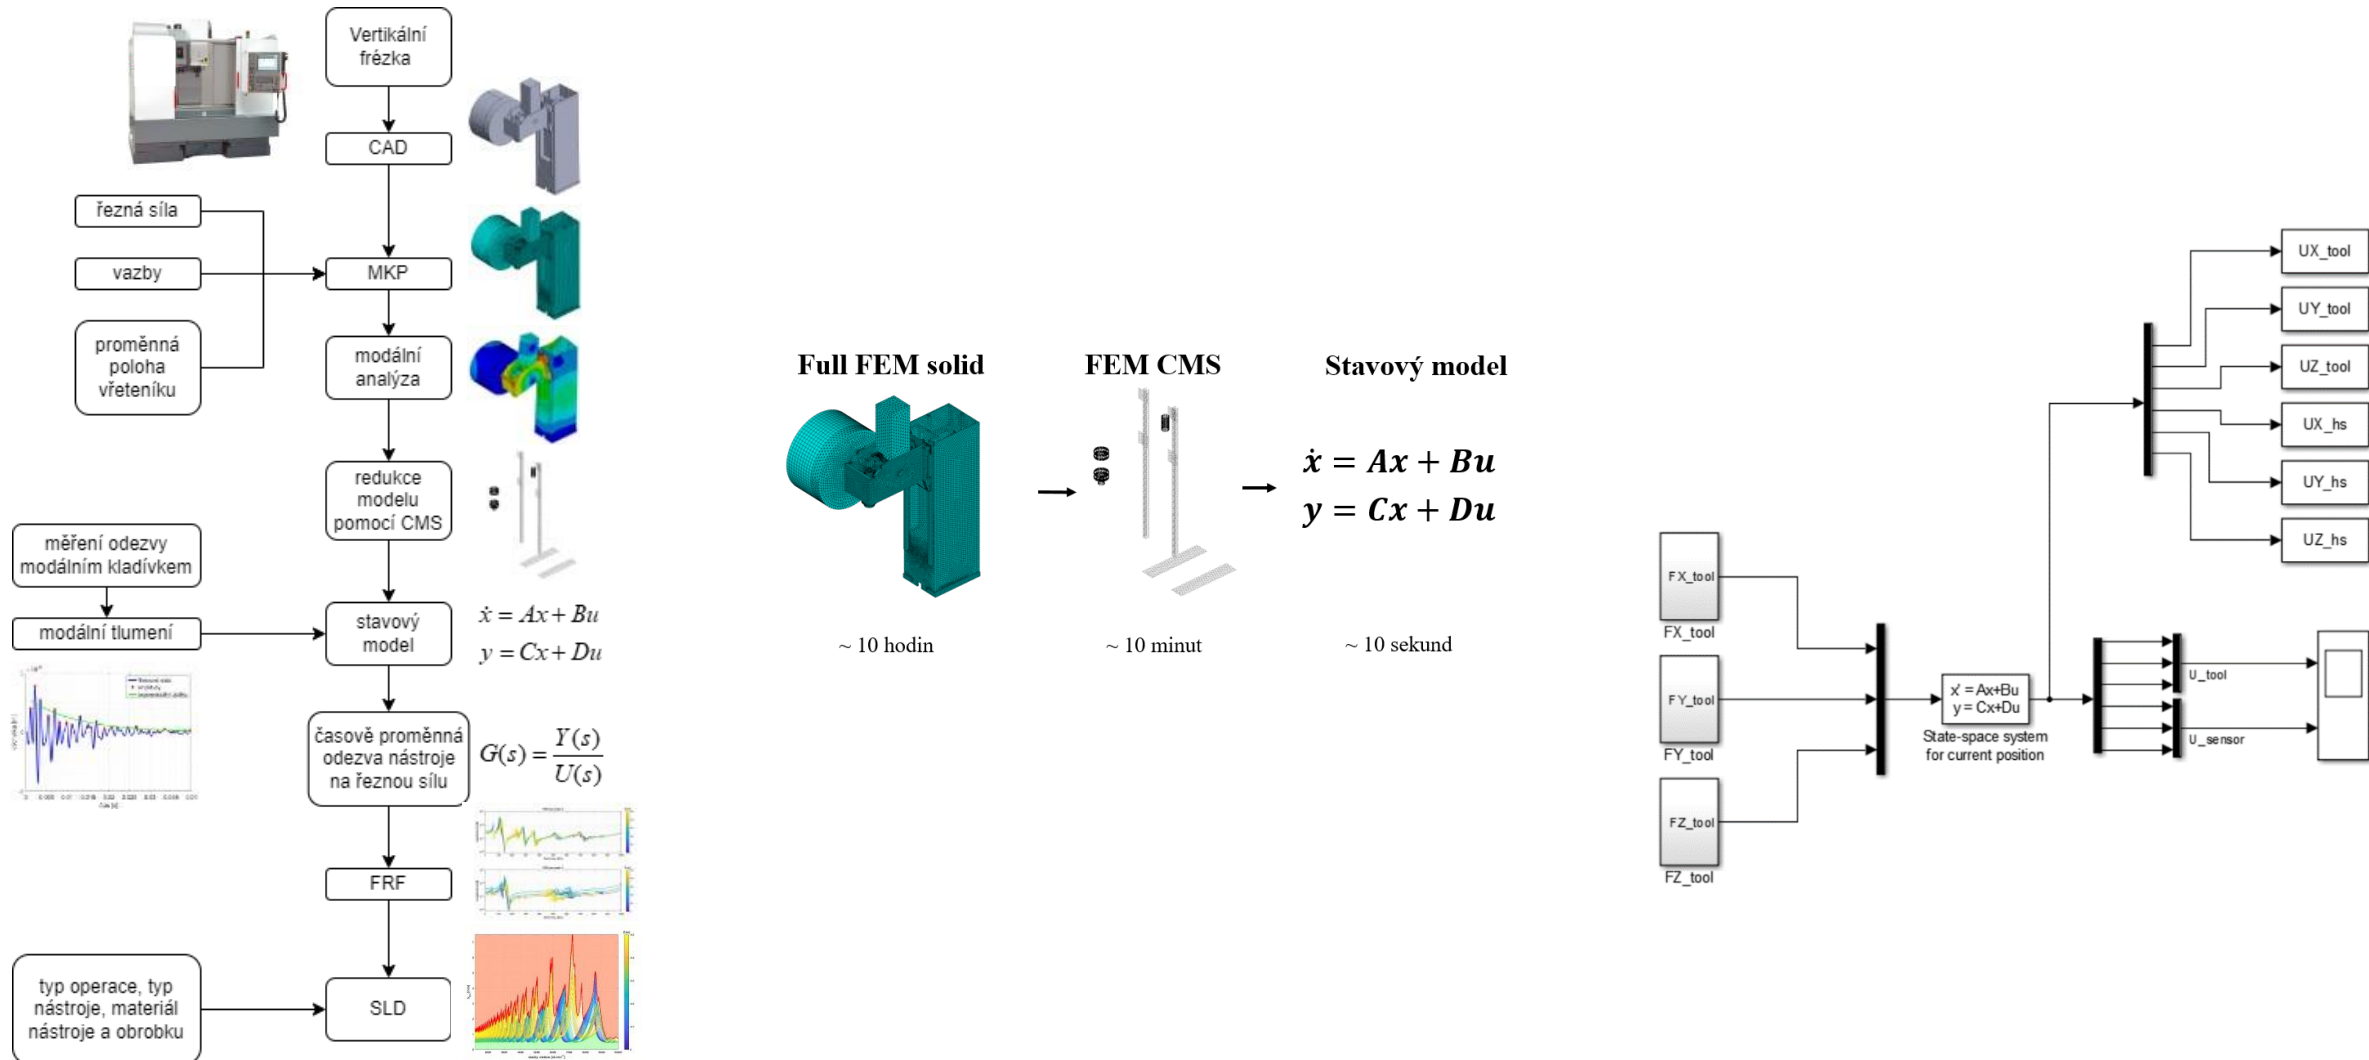 Vertikální
frézka
CAD
řezná síla
vazby
MKP
proměnná
poloha
vřeteníku
modální
analýza
redukce
modelu
pomocí CMS
měření odezvy
modálním kladívkem
modální tlumení
stavový
model
ẋ = Ax + Bu
y = Cx + Du
časově proměnná
odezva nástroje
na řeznou sílu
G(s) = Y(s) / U(s)
FRF
typ operace, typ
nástroje, materiál
nástroje a obrobku
SLD
Full FEM solid
FEM CMS
Stavový model
ẋ = Ax + Bu
y = Cx + Du
~ 10 hodin
~ 10 minut
~ 10 sekund
FX_tool
FX_tool
FY_tool
FY_tool
FZ_tool
FZ_tool
x' = Ax+Bu
y = Cx+Du
State-space system
for current position
UX_tool
UY_tool
UZ_tool
UX_hs
UY_hs
UZ_hs
U_tool
U_sensor